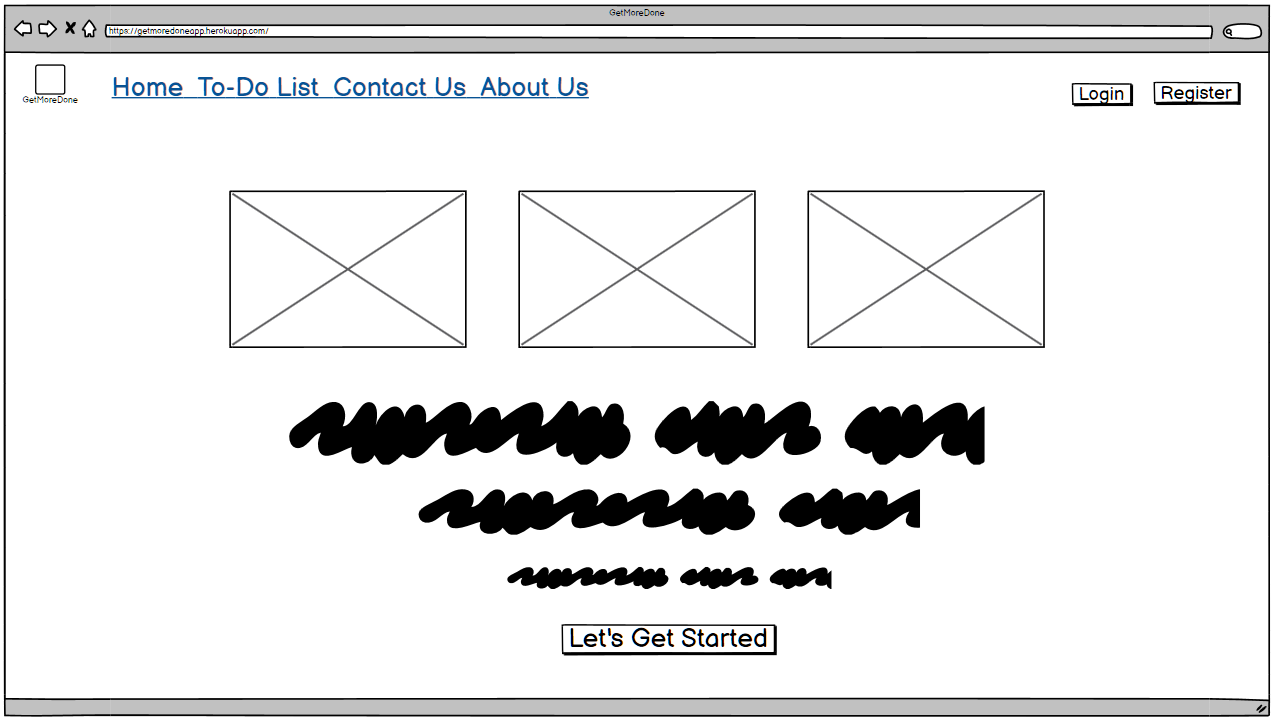 GetMoreDone
https://getmoredoneapp.herokuapp.com/
Home To-Do List Contact Us About Us
Login
Register
GetMoreDone
Let's Get Started